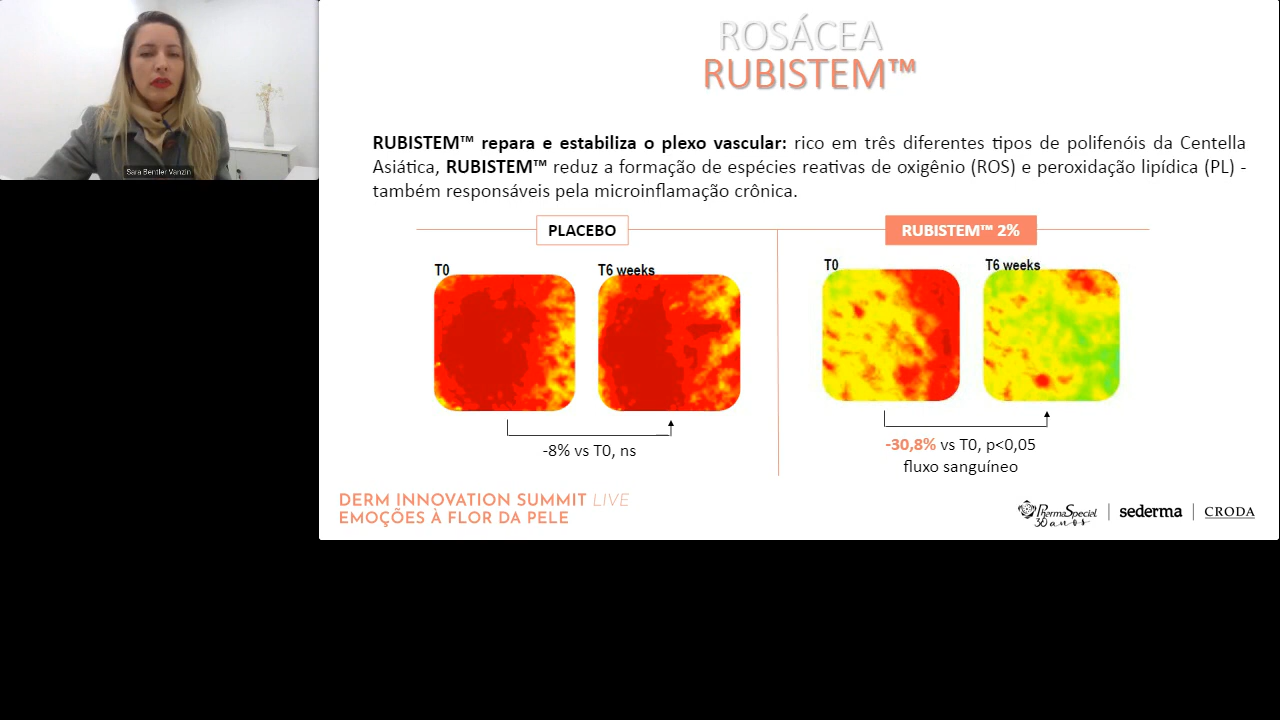 Sara Bentler Vanzin
ROSÁCEA
RUBISTEM™
RUBISTEM™ repara e estabiliza o plexo vascular: rico em três diferentes tipos de polifenóis da Centella
Asiática, RUBISTEM™ reduz a formação de espécies reativas de oxigênio (ROS) e peroxidação lipídica (PL) -
também responsáveis pela microinflamação crônica.
PLACEBO
T0
T6 weeks
-8% vs T0, ns
RUBISTEM™ 2%
T0
T6 weeks
-30,8% vs T0, p<0,05
fluxo sanguíneo
DERM INNOVATION SUMMIT LIVE
EMOÇÕES À FLOR DA PELE
PharmaSpecial
30 anos
sederma
CRODA